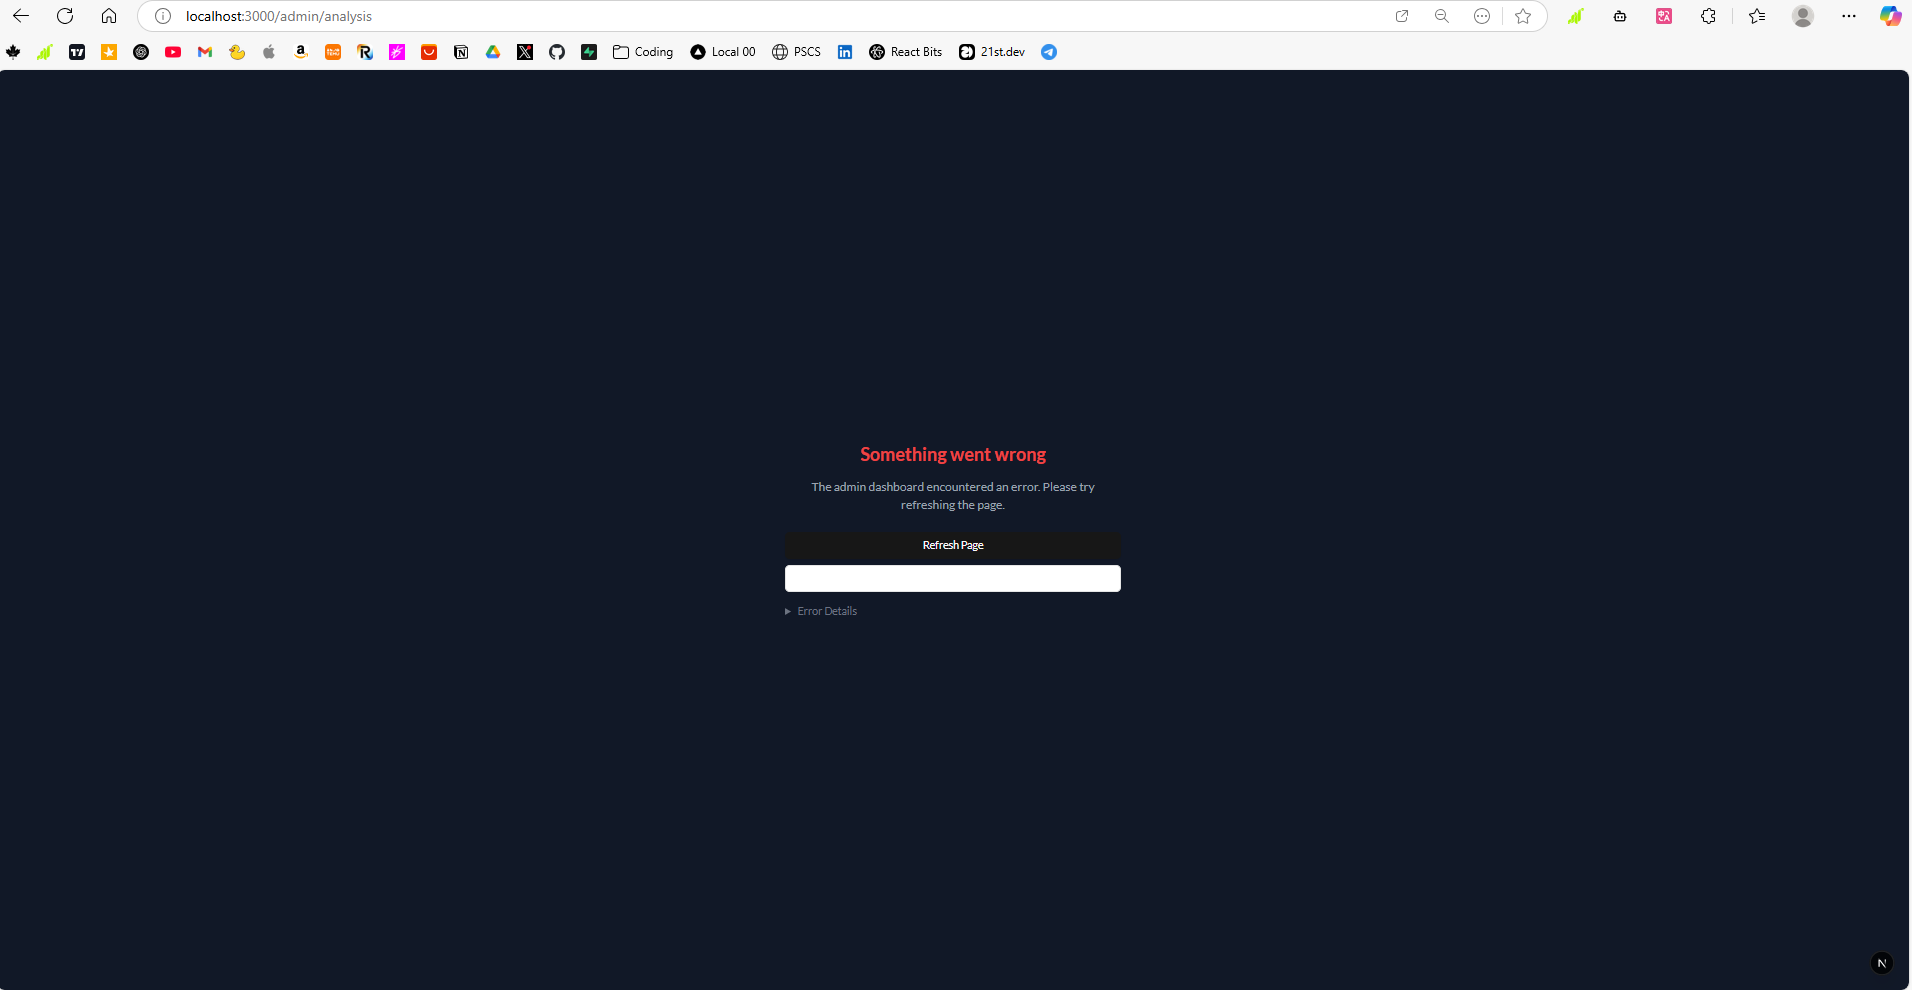 localhost:3000/admin/analysis
Coding
Local 00
PSCS
React Bits
21st.dev
Something went wrong
The admin dashboard encountered an error. Please try
refreshing the page.
Refresh Page
Error Details
N